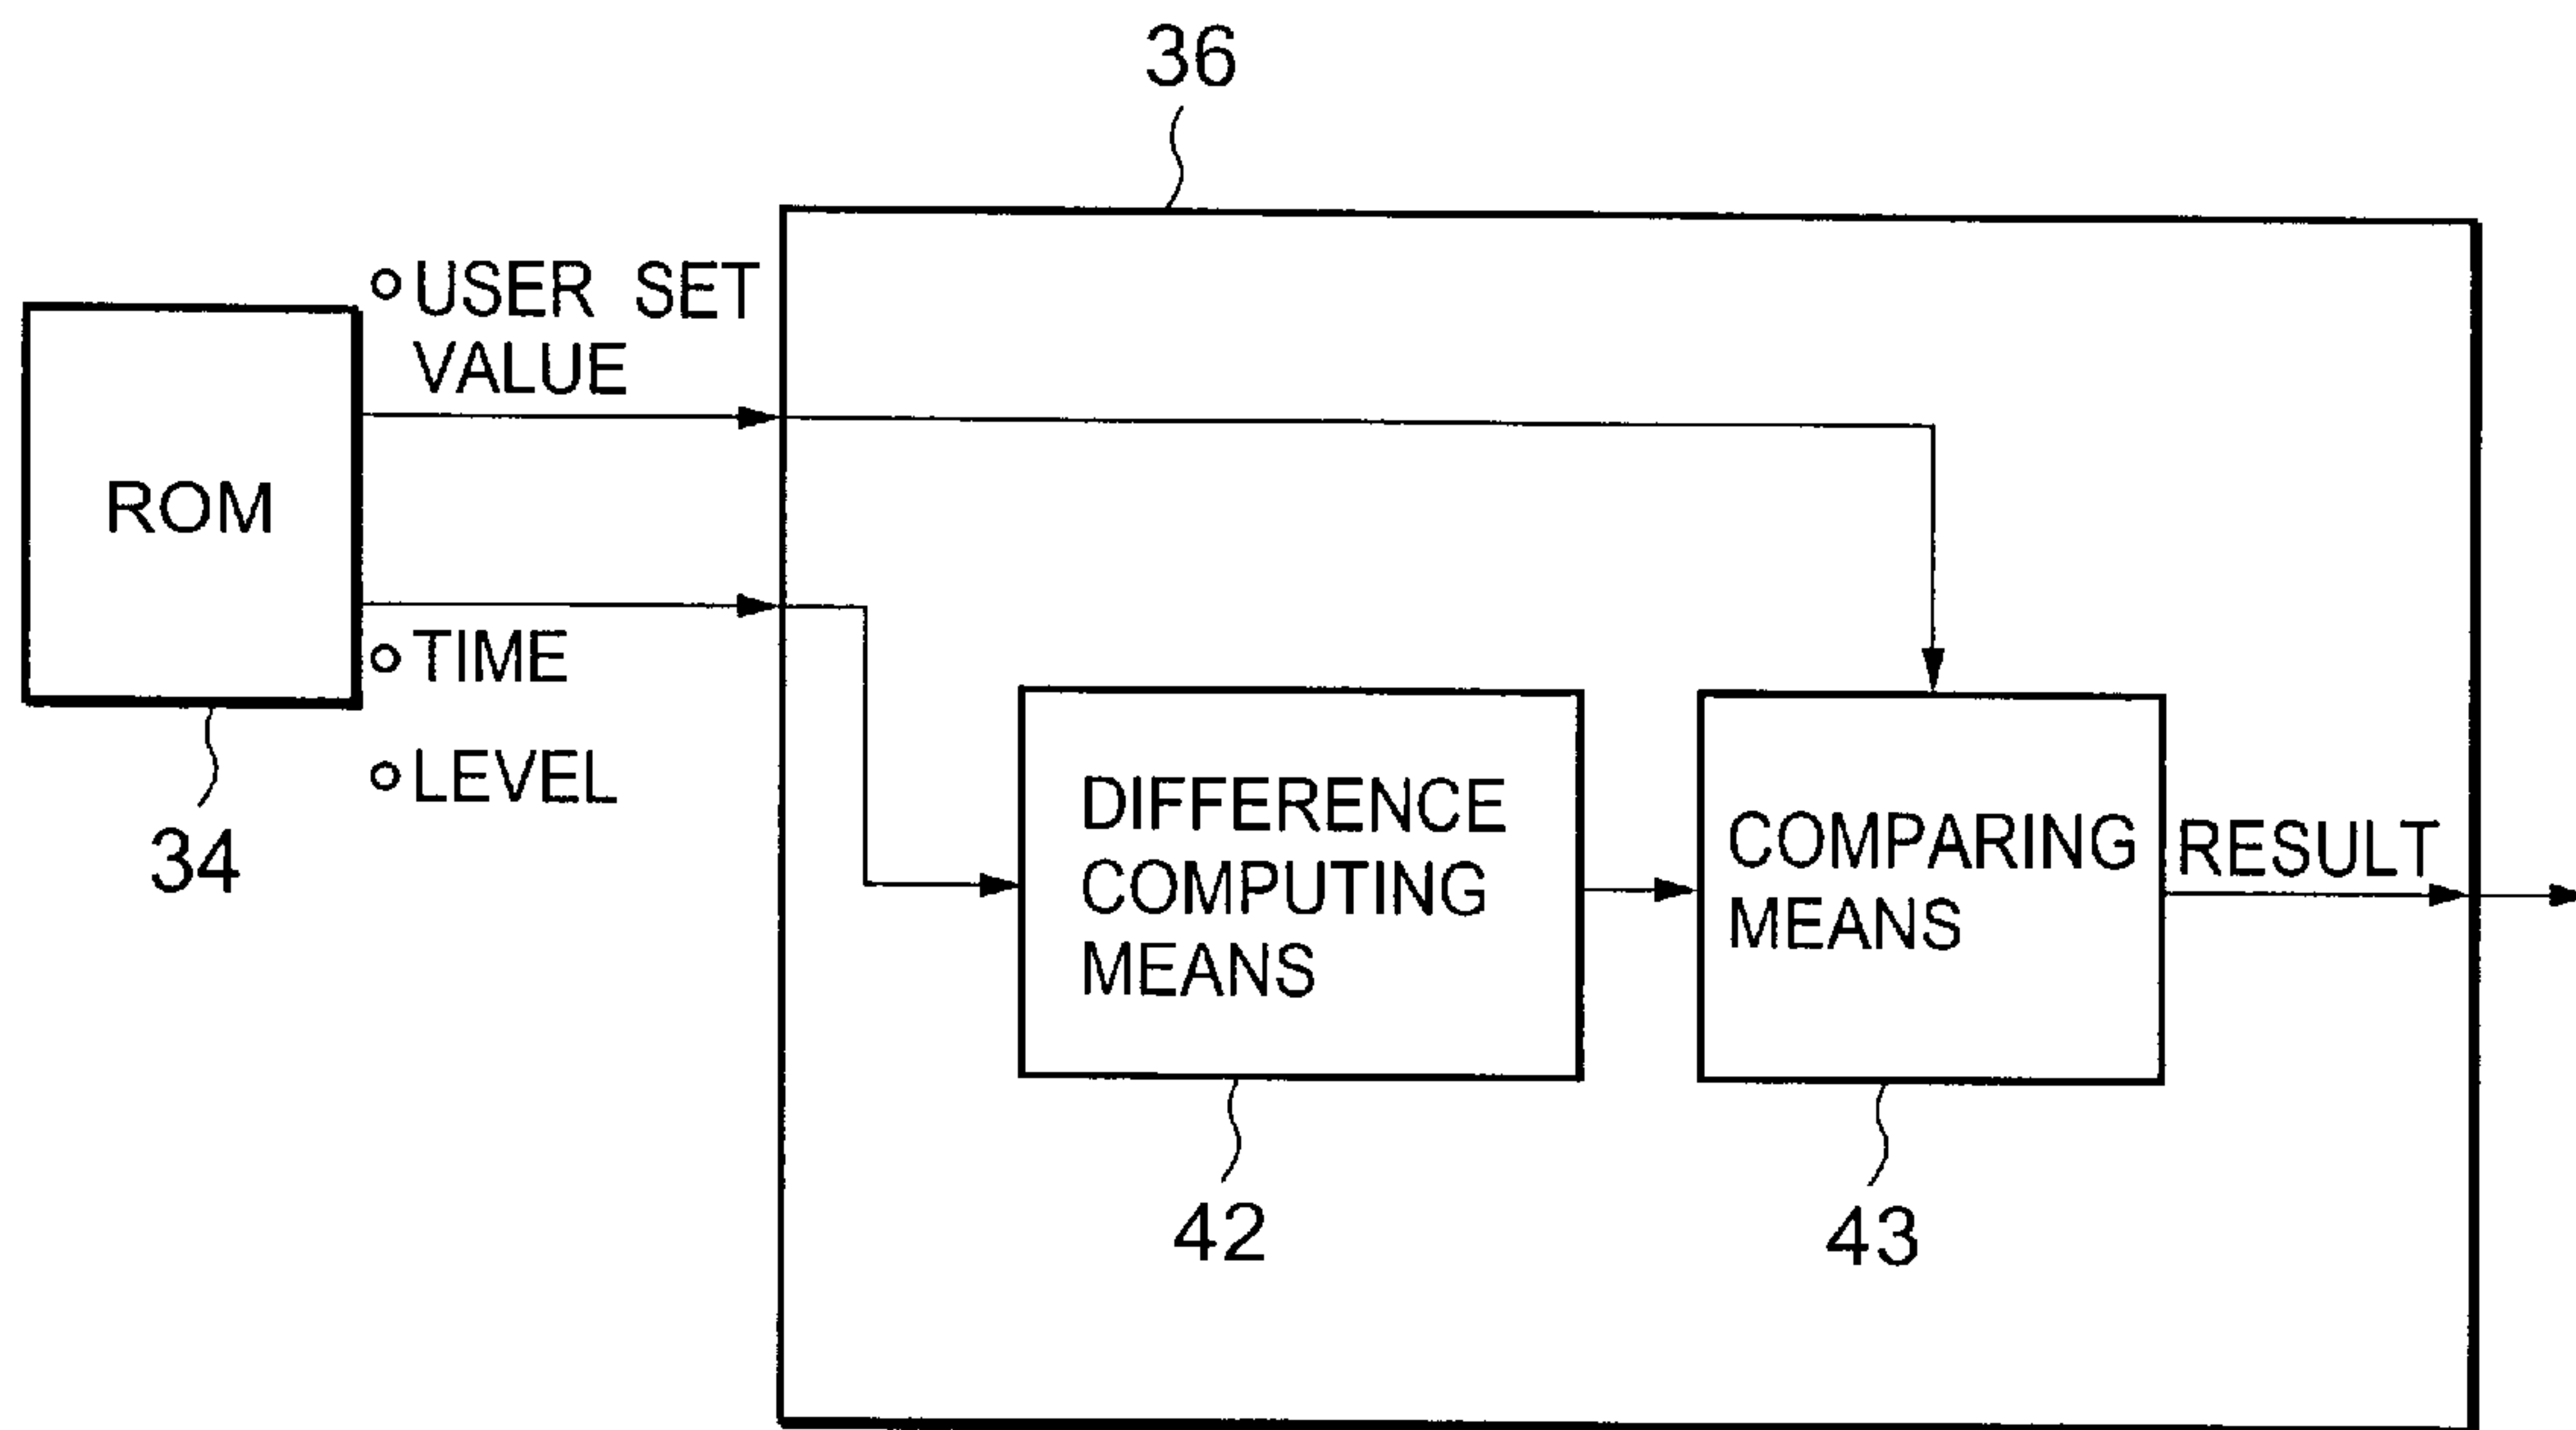 36
USER SET
VALUE
ROM
TIME
LEVEL
34
DIFFERENCE
COMPUTING
MEANS
COMPARING
MEANS
RESULT
42
43